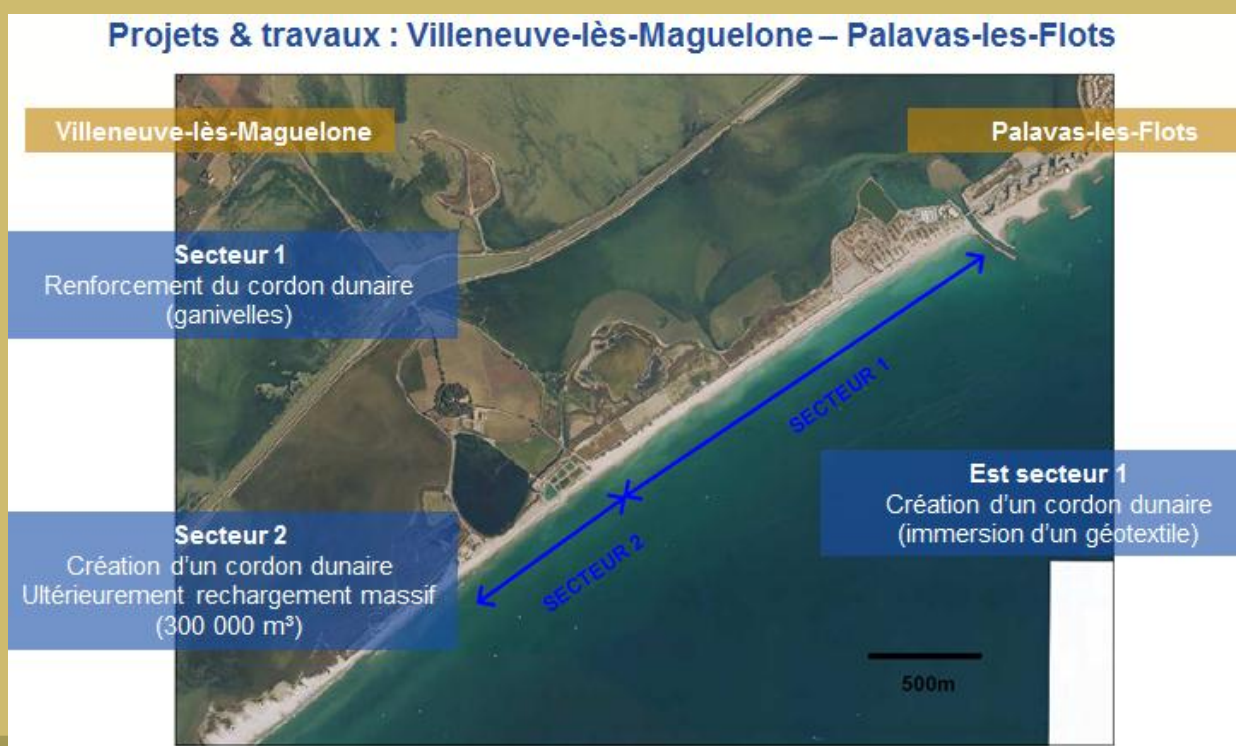 Projets & travaux : Villeneuve-lès-Maguelone – Palavas-les-Flots
Villeneuve-lès-Maguelone
Palavas-les-Flots
Secteur 1
Renforcement du cordon dunaire
(ganivelles)
SECTEUR 1
Est secteur 1
Création d'un cordon dunaire
(immersion d'un géotextile)
Secteur 2
Création d'un cordon dunaire
Ultérieurement rechargement massif
(300 000 m³)
SECTEUR 2
500m